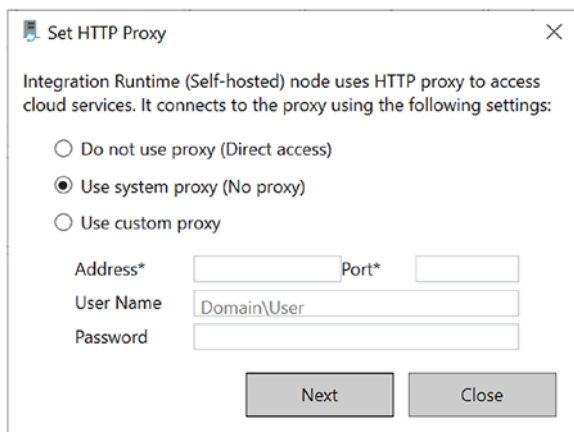 Set HTTP Proxy
Integration Runtime (Self-hosted) node uses HTTP proxy to access
cloud services. It connects to the proxy using the following settings:
Do not use proxy (Direct access)
Use system proxy (No proxy)
Use custom proxy
Address* Port*
User Name Domain\User
Password
Next Close